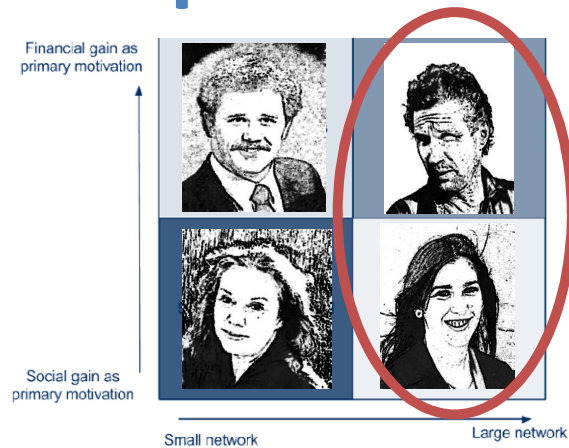 Financial gain as
primary motivation
Social gain as
primary motivation
Small network
Large network